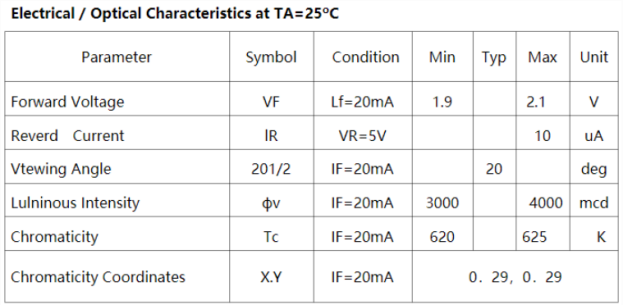 Electrical / Optical Characteristics at TA=25°C
Parameter Symbol Condition Min Typ Max Unit
Forward Voltage VF Lf=20mA 1.9 2.1 V
Reverd Current IR VR=5V 10 uA
Vtewing Angle 201/2 IF=20mA 20 deg
Lulninous Intensity ϕv IF=20mA 3000 4000 mcd
Chromaticity Tc IF=20mA 620 625 K
Chromaticity Coordinates X.Y IF=20mA 0. 29, 0. 29